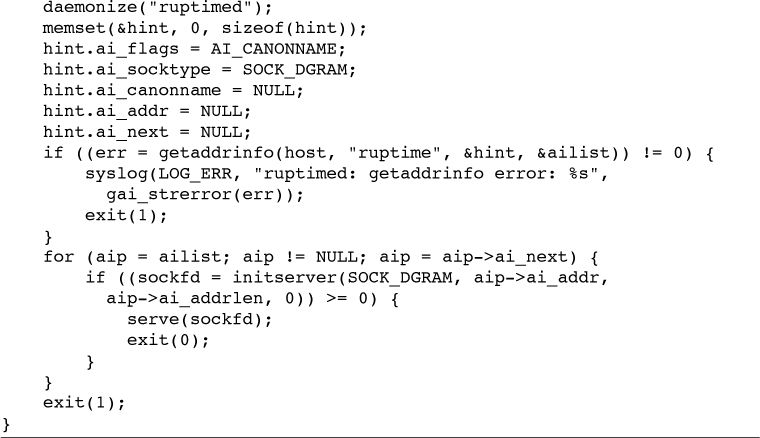 daemonize("ruptimed");
    memset(&hint, 0, sizeof(hint));
    hint.ai_flags = AI_CANONNAME;
    hint.ai_socktype = SOCK_DGRAM;
    hint.ai_canonname = NULL;
    hint.ai_addr = NULL;
    hint.ai_next = NULL;
    if ((err = getaddrinfo(host, "ruptime", &hint, &ailist)) != 0) {
        syslog(LOG_ERR, "ruptimed: getaddrinfo error: %s",
          gai_strerror(err));
        exit(1);
    }
    for (aip = ailist; aip != NULL; aip = aip->ai_next) {
        if ((sockfd = initserver(SOCK_DGRAM, aip->ai_addr,
          aip->ai_addrlen, 0)) >= 0) {
            serve(sockfd);
            exit(0);
        }
    }
    exit(1);
}